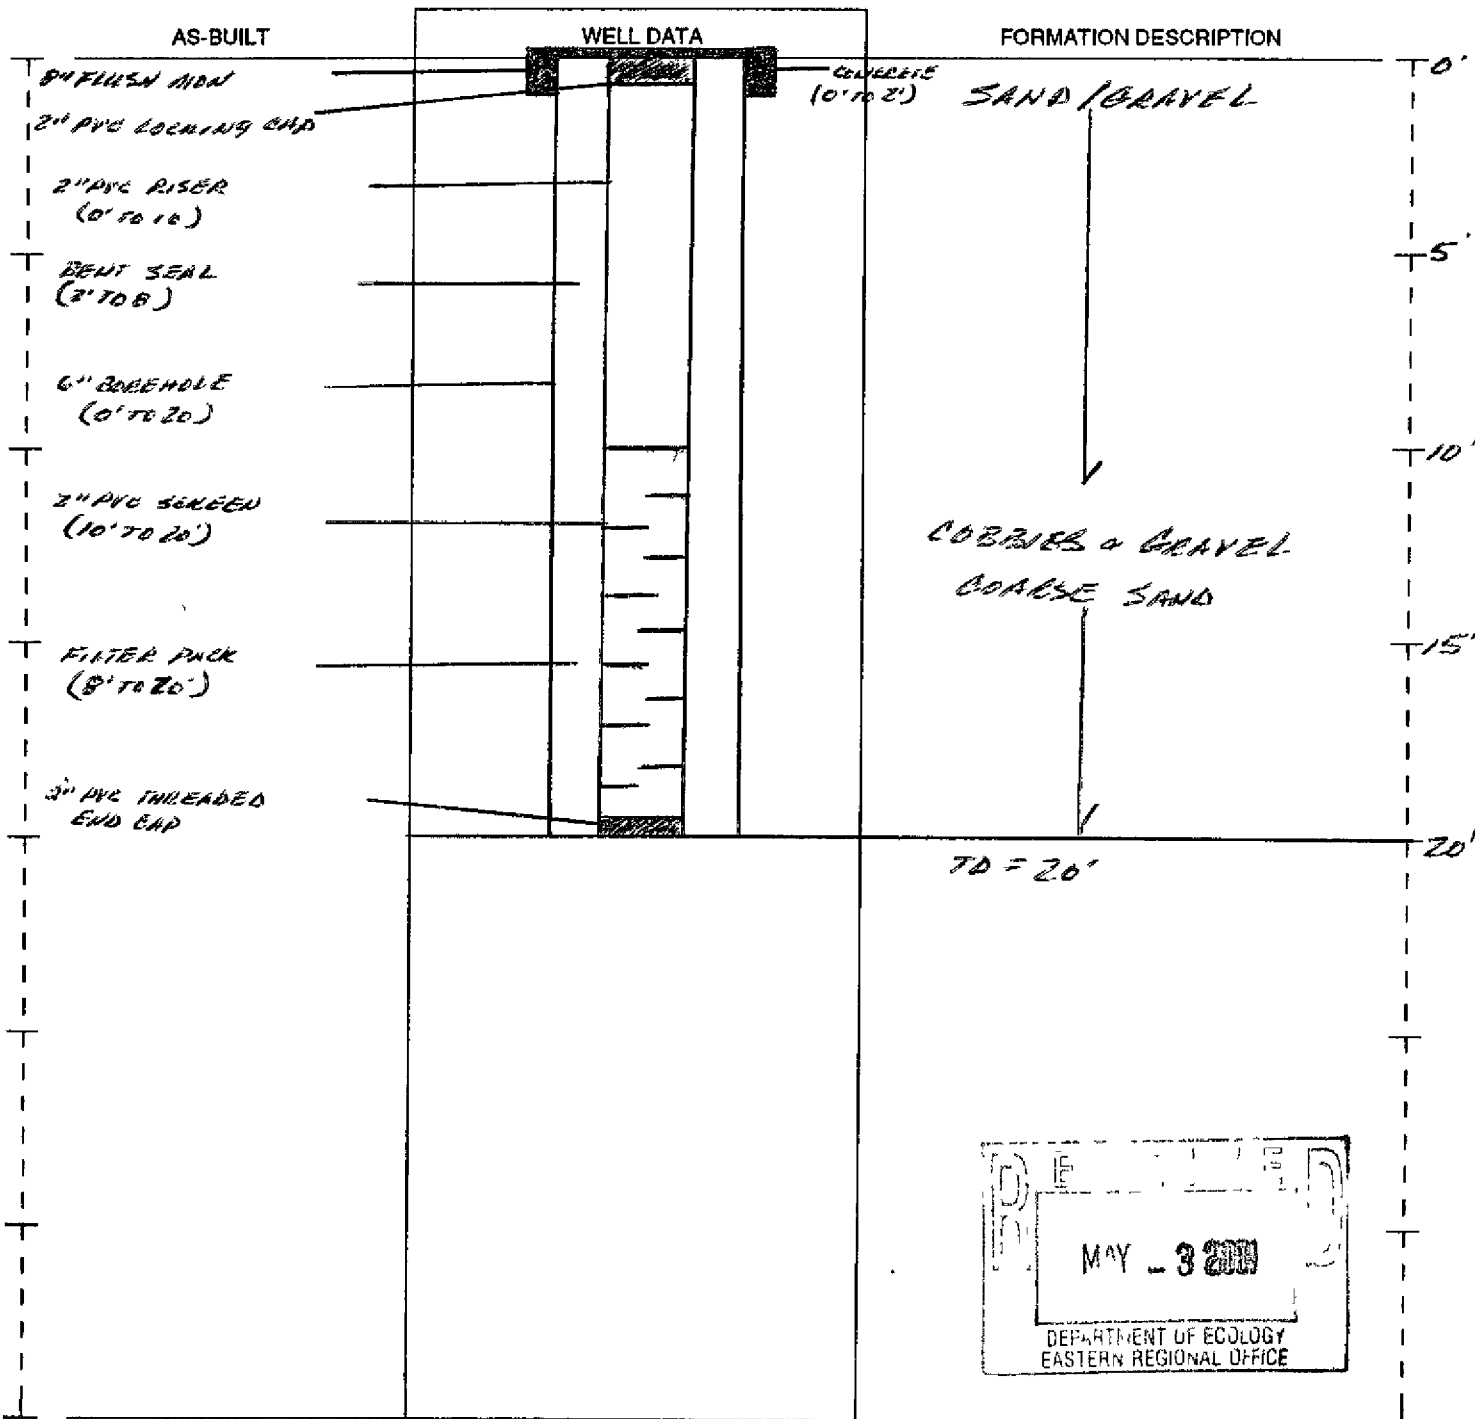 AS-BUILT
WELL DATA
FORMATION DESCRIPTION
8" FLUSH MON
2" PVC LOCKING CAP
2" PVC RISER
(0' TO 10)
BENT SEAL
(2' TO 8)
6" BOREHOLE
(0' TO 20)
2" PVC SCREEN
(10' TO 20')
FILTER PACK
(8' TO 20')
2" PVC THREADED
END CAP
CONCRETE
(0' TO 2')
SAND/GRAVEL
COBBLES & GRAVEL
COARSE SAND
TD = 20'
0'
5'
10'
15'
20'
MAY - 3
DEPARTMENT OF ECOLOGY
EASTERN REGIONAL OFFICE